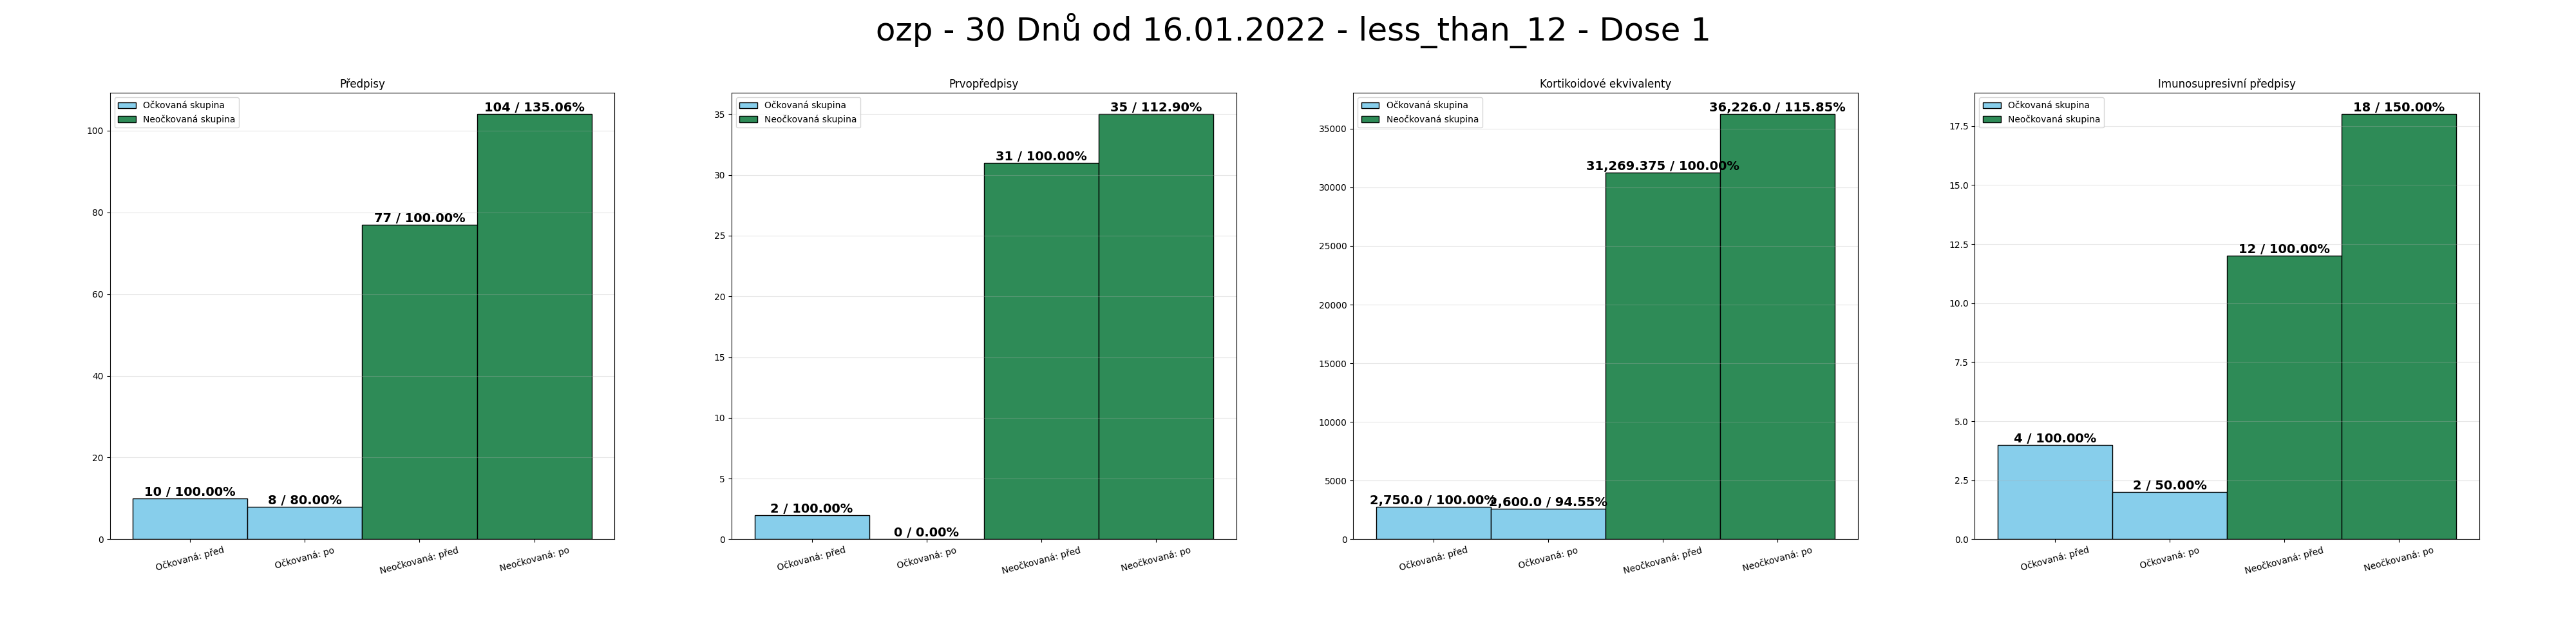 ozp - 30 Dnů od 16.01.2022 - less_than_12 - Dose 1
Předpisy
Očkovaná skupina
Neočkovaná skupina
100
80
60
40
20
0
10 / 100.00%
8 / 80.00%
77 / 100.00%
104 / 135.06%
Očkovaná: před
Očkovaná: po
Neočkovaná: před
Neočkovaná: po
Prvopředpisy
Očkovaná skupina
Neočkovaná skupina
35
30
25
20
15
10
5
0
2 / 100.00%
0 / 0.00%
31 / 100.00%
35 / 112.90%
Očkovaná: před
Očkovaná: po
Neočkovaná: před
Neočkovaná: po
Kortikoidové ekvivalenty
Očkovaná skupina
Neočkovaná skupina
35000
30000
25000
20000
15000
10000
5000
0
2,750.0 / 100.00%
2,600.0 / 94.55%
31,269.375 / 100.00%
36,226.0 / 115.85%
Očkovaná: před
Očkovaná: po
Neočkovaná: před
Neočkovaná: po
Imunosupresivní předpisy
Očkovaná skupina
Neočkovaná skupina
17.5
15.0
12.5
10.0
7.5
5.0
2.5
0.0
4 / 100.00%
2 / 50.00%
12 / 100.00%
18 / 150.00%
Očkovaná: před
Očkovaná: po
Neočkovaná: před
Neočkovaná: po